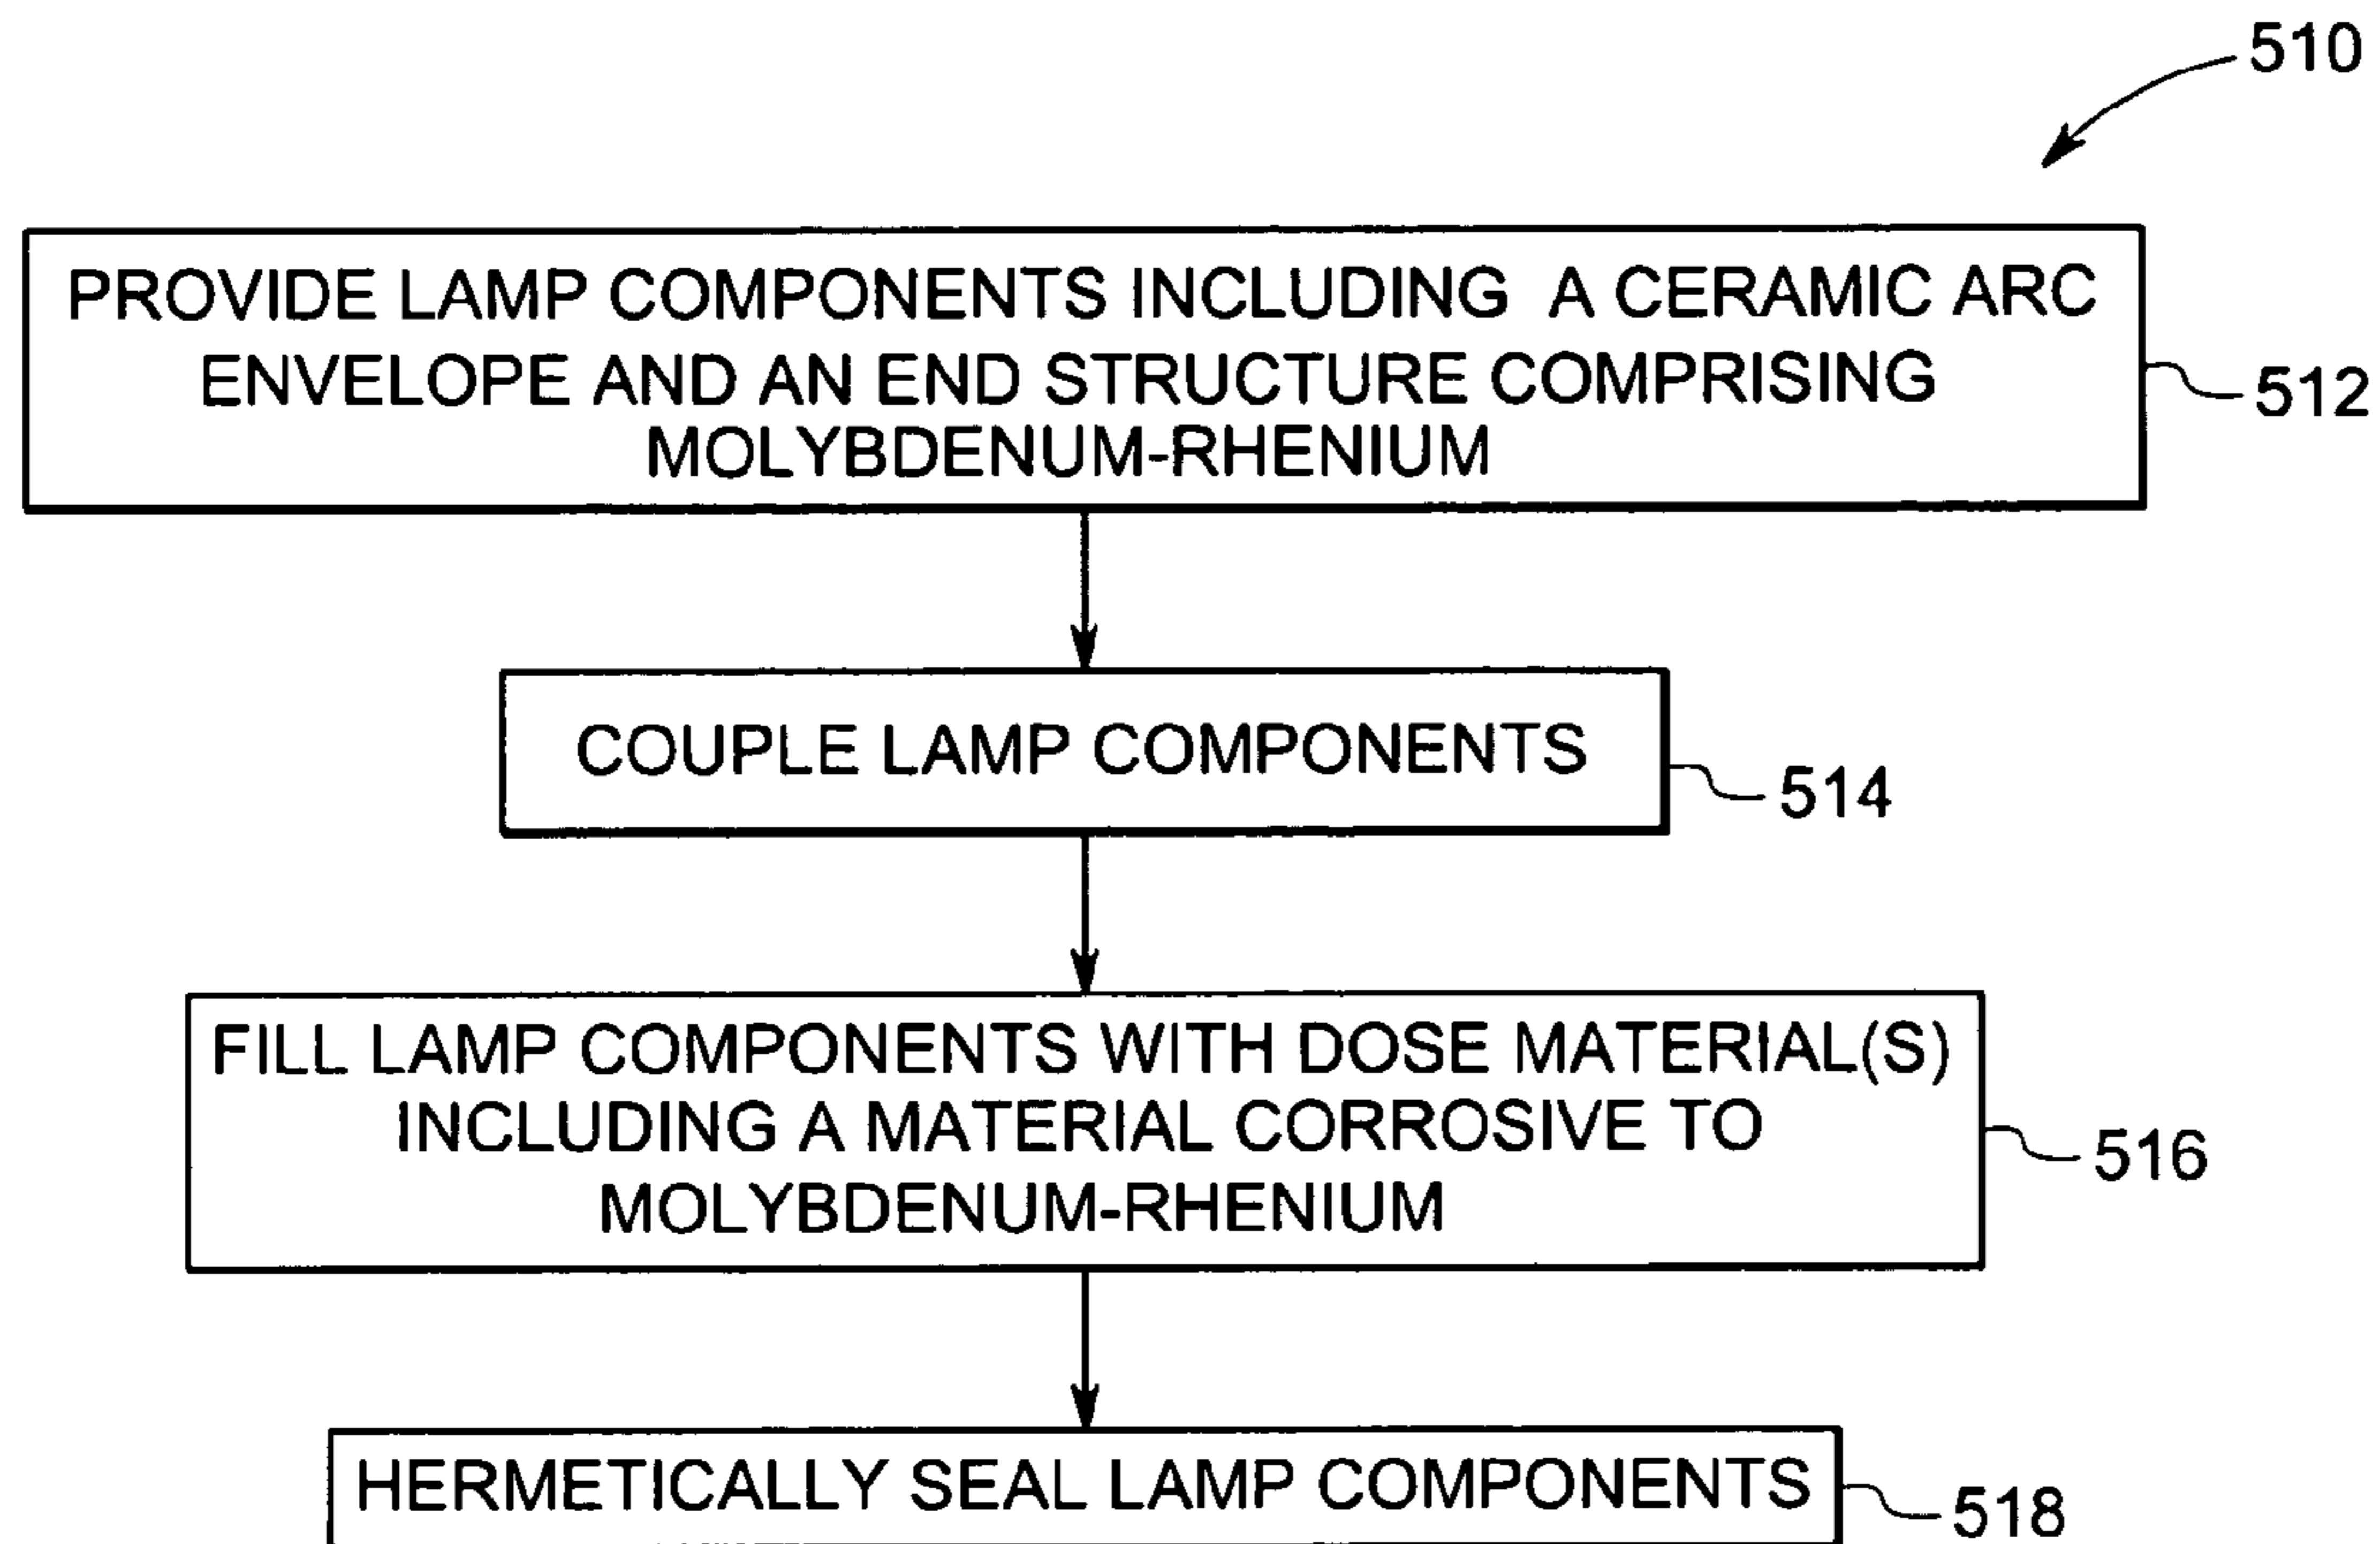 510
PROVIDE LAMP COMPONENTS INCLUDING A CERAMIC ARC
ENVELOPE AND AN END STRUCTURE COMPRISING
MOLYBDENUM-RHENIUM
512
COUPLE LAMP COMPONENTS
514
FILL LAMP COMPONENTS WITH DOSE MATERIAL(S)
INCLUDING A MATERIAL CORROSIVE TO
MOLYBDENUM-RHENIUM
516
HERMETICALLY SEAL LAMP COMPONENTS
518